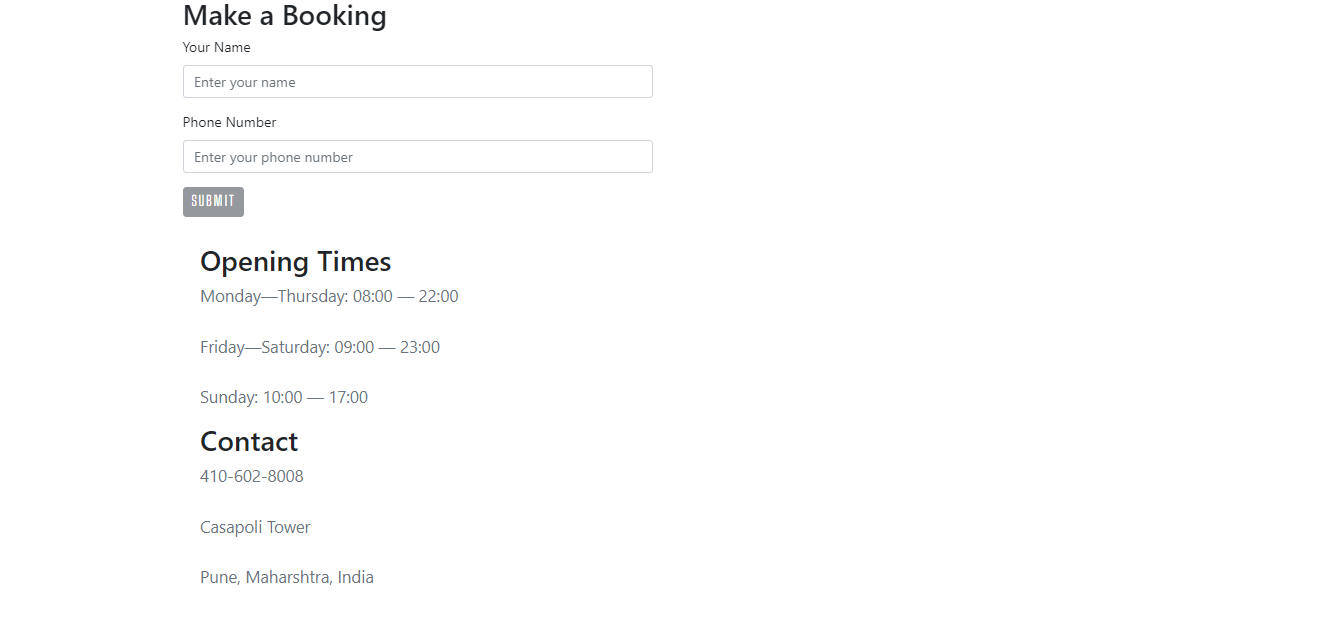 Make a Booking
Your Name
Enter your name
Phone Number
Enter your phone number
SUBMIT
Opening Times
Monday—Thursday: 08:00 — 22:00
Friday—Saturday: 09:00 — 23:00
Sunday: 10:00 — 17:00
Contact
410-602-8008
Casapoli Tower
Pune, Maharshtra, India